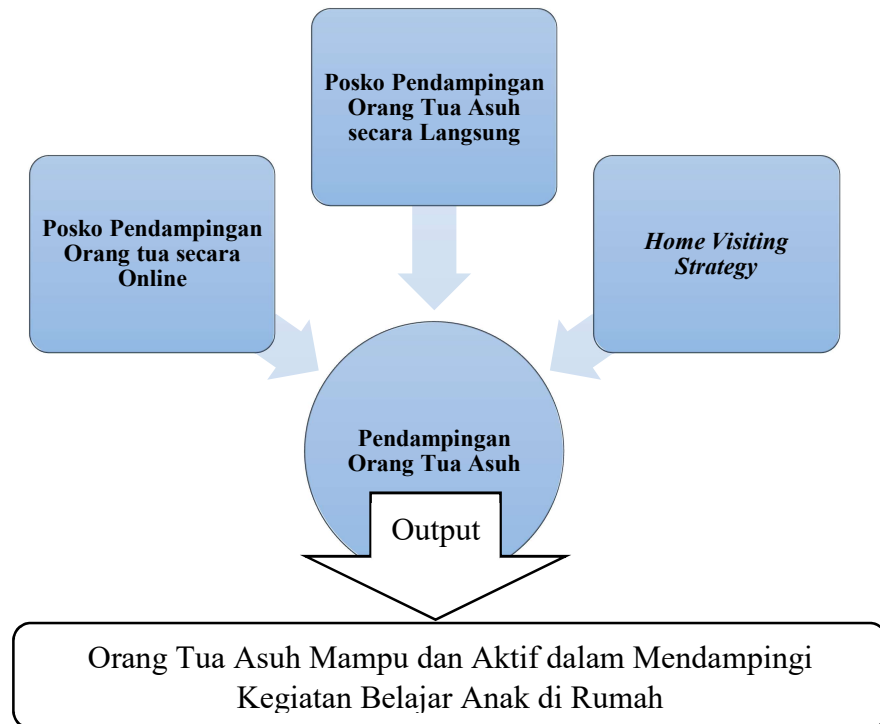 Posko Pendampingan
Orang Tua Asuh
secara Langsung
Posko Pendampingan
Orang tua secara
Online
Home Visiting
Strategy
Pendampingan
Orang Tua Asuh
Output
Orang Tua Asuh Mampu dan Aktif dalam Mendampingi
Kegiatan Belajar Anak di Rumah